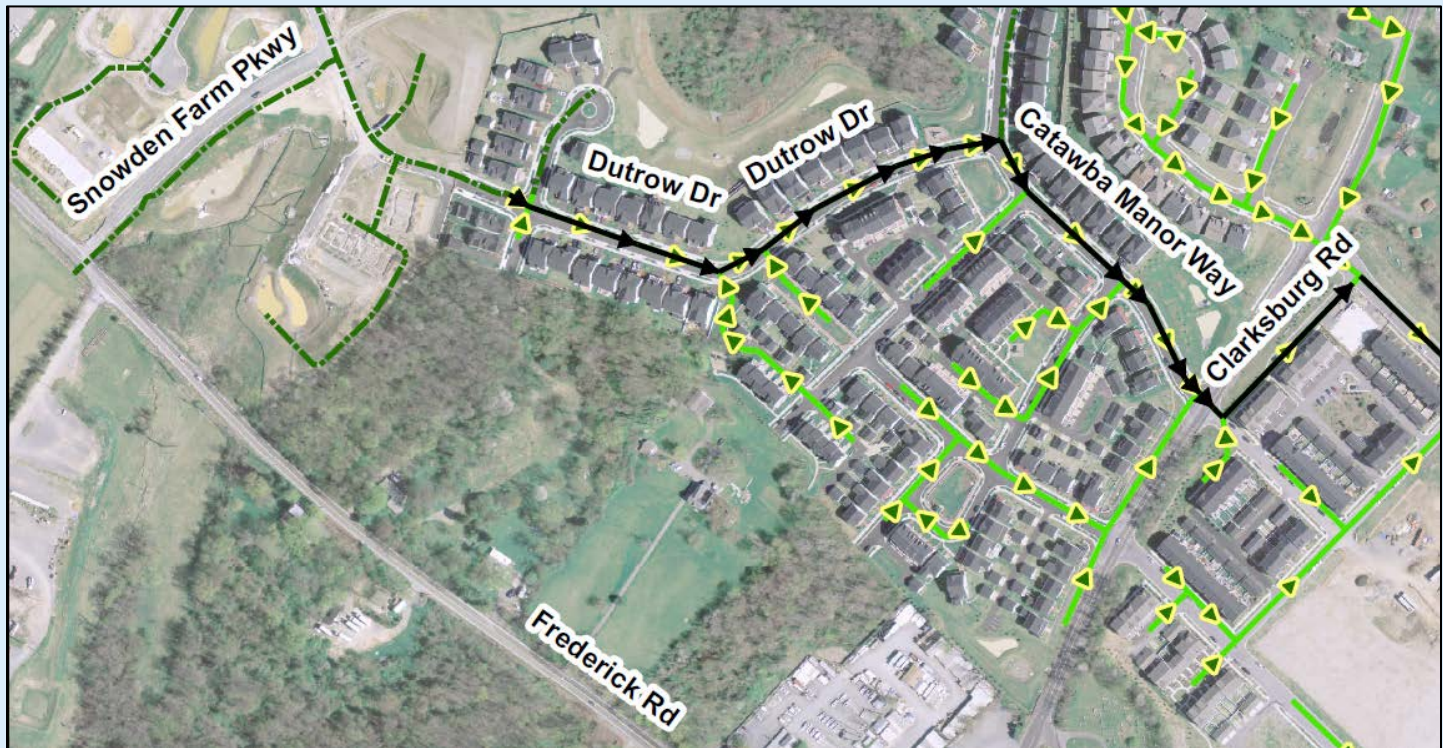 Snowden Farm Pkwy
Dutrow Dr
Dutrow Dr
Catawba Manor Way
Clarksburg Rd
Frederick Rd